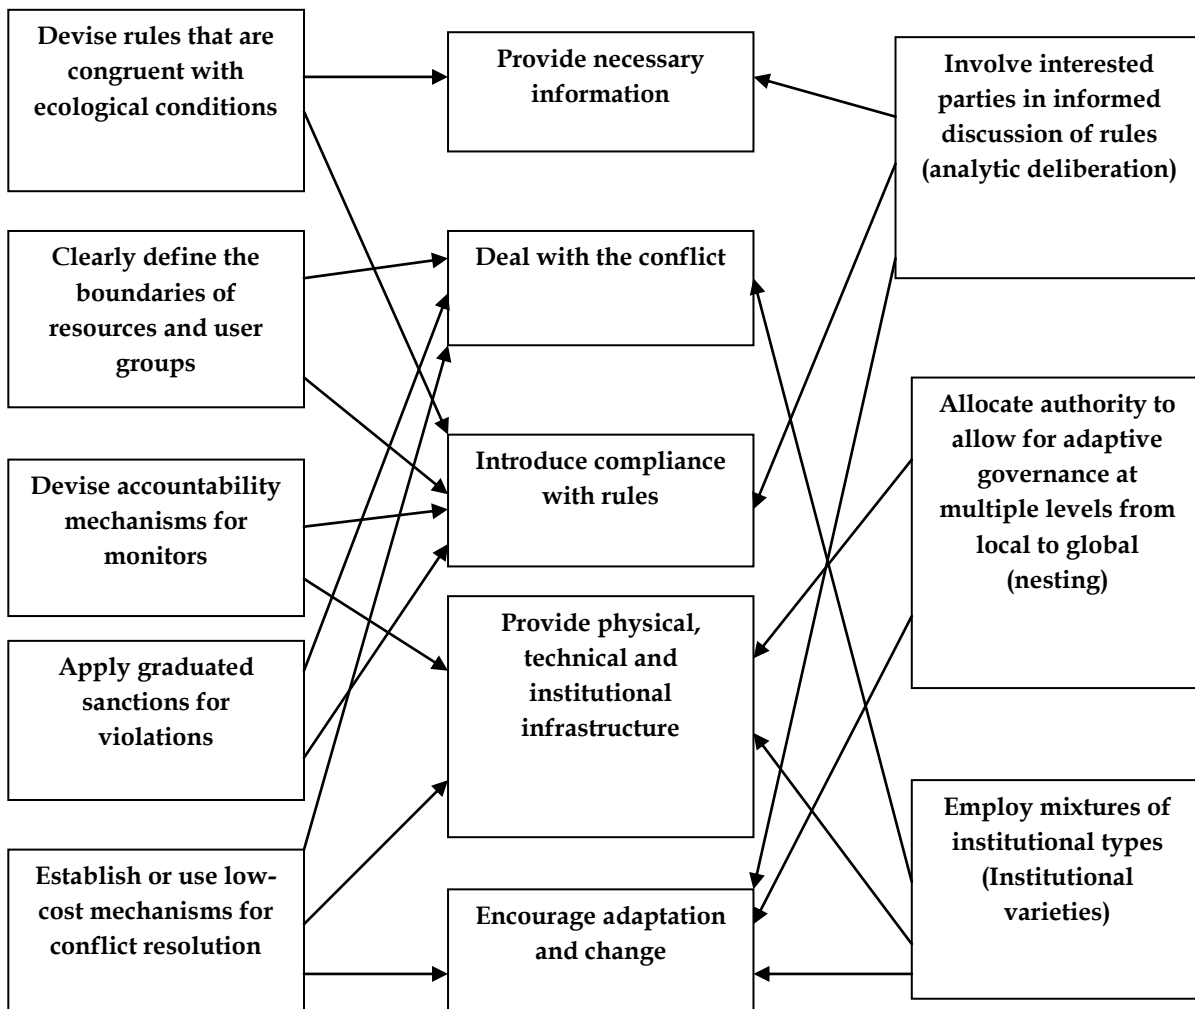 Devise rules that are
congruent with
ecological conditions
Clearly define the
boundaries of
resources and user
groups
Devise accountability
mechanisms for
monitors
Apply graduated
sanctions for
violations
Establish or use low-
cost mechanisms for
conflict resolution
Provide necessary
information
Deal with the conflict
Introduce compliance
with rules
Provide physical,
technical and
institutional
infrastructure
Encourage adaptation
and change
Involve interested
parties in informed
discussion of rules
(analytic deliberation)
Allocate authority to
allow for adaptive
governance at
multiple levels from
local to global
(nesting)
Employ mixtures of
institutional types
(Institutional
varieties)